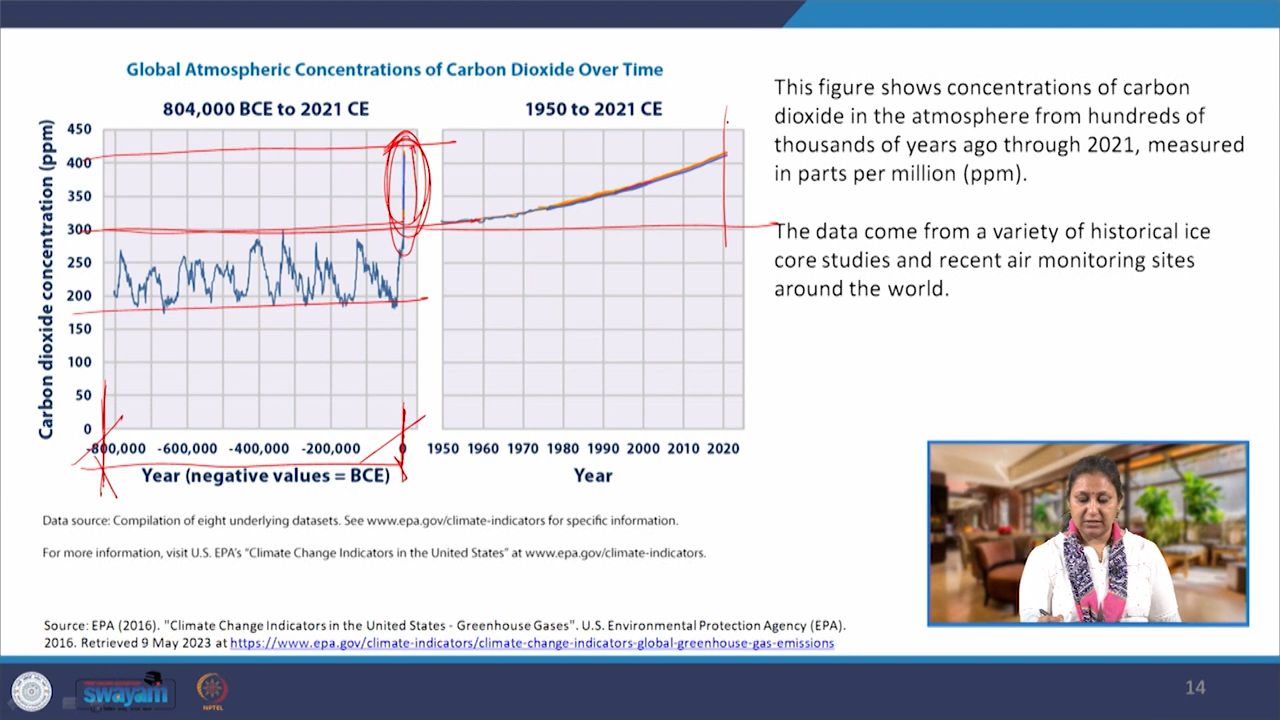 Global Atmospheric Concentrations of Carbon Dioxide Over Time
804,000 BCE to 2021 CE
1950 to 2021 CE
Carbon dioxide concentration (ppm)
450
400
350
300
250
200
150
100
50
0
-800,000 -600,000 -400,000 -200,000 0
Year (negative values = BCE)
1950 1960 1970 1980 1990 2000 2010 2020
Year
This figure shows concentrations of carbon
dioxide in the atmosphere from hundreds of
thousands of years ago through 2021, measured
in parts per million (ppm).
The data come from a variety of historical ice
core studies and recent air monitoring sites
around the world.
Data source: Compilation of eight underlying datasets. See www.epa.gov/climate-indicators for specific information.
For more information, visit U.S. EPA's "Climate Change Indicators in the United States" at www.epa.gov/climate-indicators.
Source: EPA (2016). "Climate Change Indicators in the United States - Greenhouse Gases". U.S. Environmental Protection Agency (EPA).
2016. Retrieved 9 May 2023 at https://www.epa.gov/climate-indicators/climate-change-indicators-global-greenhouse-gas-emissions
swayam
NPTEL
14